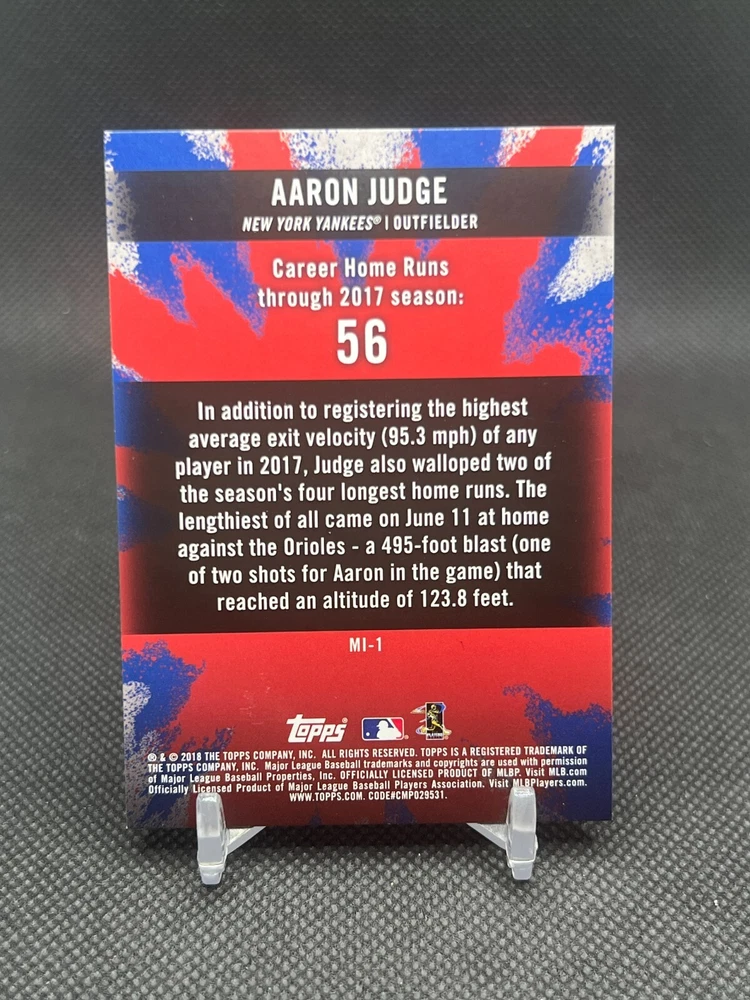 AARON JUDGE
NEW YORK YANKEES® | OUTFIELDER
Career Home Runs
through 2017 season:
56
In addition to registering the highest
average exit velocity (95.3 mph) of any
player in 2017, Judge also walloped two of
the season's four longest home runs. The
lengthiest of all came on June 11 at home
against the Orioles - a 495-foot blast (one
of two shots for Aaron in the game) that
reached an altitude of 123.8 feet.
MI-1
Topps®
® & © 2018 THE TOPPS COMPANY, INC. ALL RIGHTS RESERVED. TOPPS IS A REGISTERED TRADEMARK OF
THE TOPPS COMPANY, INC. Major League Baseball trademarks and copyrights are used with permission
of Major League Baseball Properties, Inc. OFFICIALLY LICENSED PRODUCT OF MLBP. Visit MLB.com
Officially Licensed Product of Major League Baseball Players Association. Visit MLBPlayers.com.
WWW.TOPPS.COM. CODE#CMP029531.